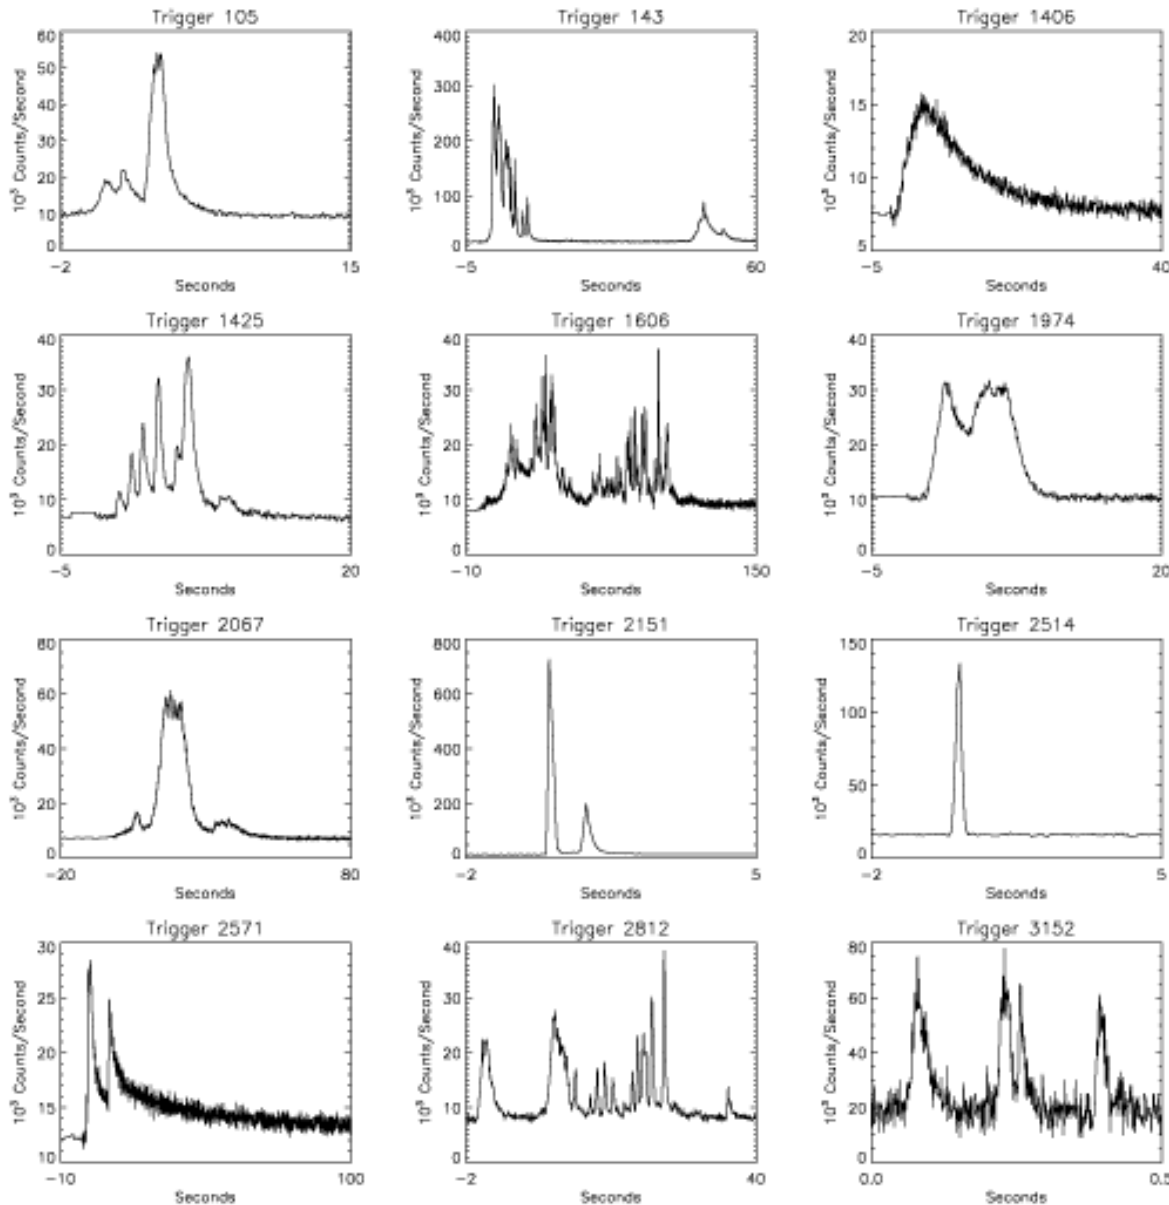 Trigger 105
60
50
40
30
20
10
0
10³ Counts/Second
-2
15
Seconds
Trigger 143
400
300
200
100
0
10³ Counts/Second
-5
60
Seconds
Trigger 1406
20
15
10
5
10³ Counts/Second
-5
40
Seconds
Trigger 1425
40
30
20
10
0
10³ Counts/Second
-5
20
Seconds
Trigger 1606
40
30
20
10
0
10³ Counts/Second
-10
150
Seconds
Trigger 1974
40
30
20
10
0
10³ Counts/Second
-5
20
Seconds
Trigger 2067
80
60
40
20
0
10³ Counts/Second
-20
80
Seconds
Trigger 2151
800
600
400
200
0
10³ Counts/Second
-2
5
Seconds
Trigger 2514
150
100
50
0
10³ Counts/Second
-2
5
Seconds
Trigger 2571
30
25
20
15
10
10³ Counts/Second
-10
100
Seconds
Trigger 2812
40
30
20
10
0
10³ Counts/Second
-2
40
Seconds
Trigger 3152
80
60
40
20
0
10³ Counts/Second
0.0
0.5
Seconds